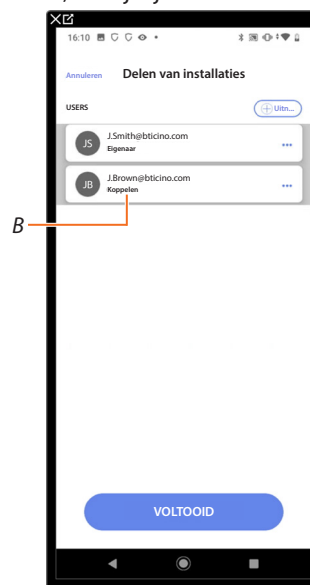 16:10
Annuleren Delen van installaties
USERS
Uitn...
JS
J.Smith@bticino.com
Eigenaar
JB
J.Brown@bticino.com
Koppelen
B
VOLTOOID